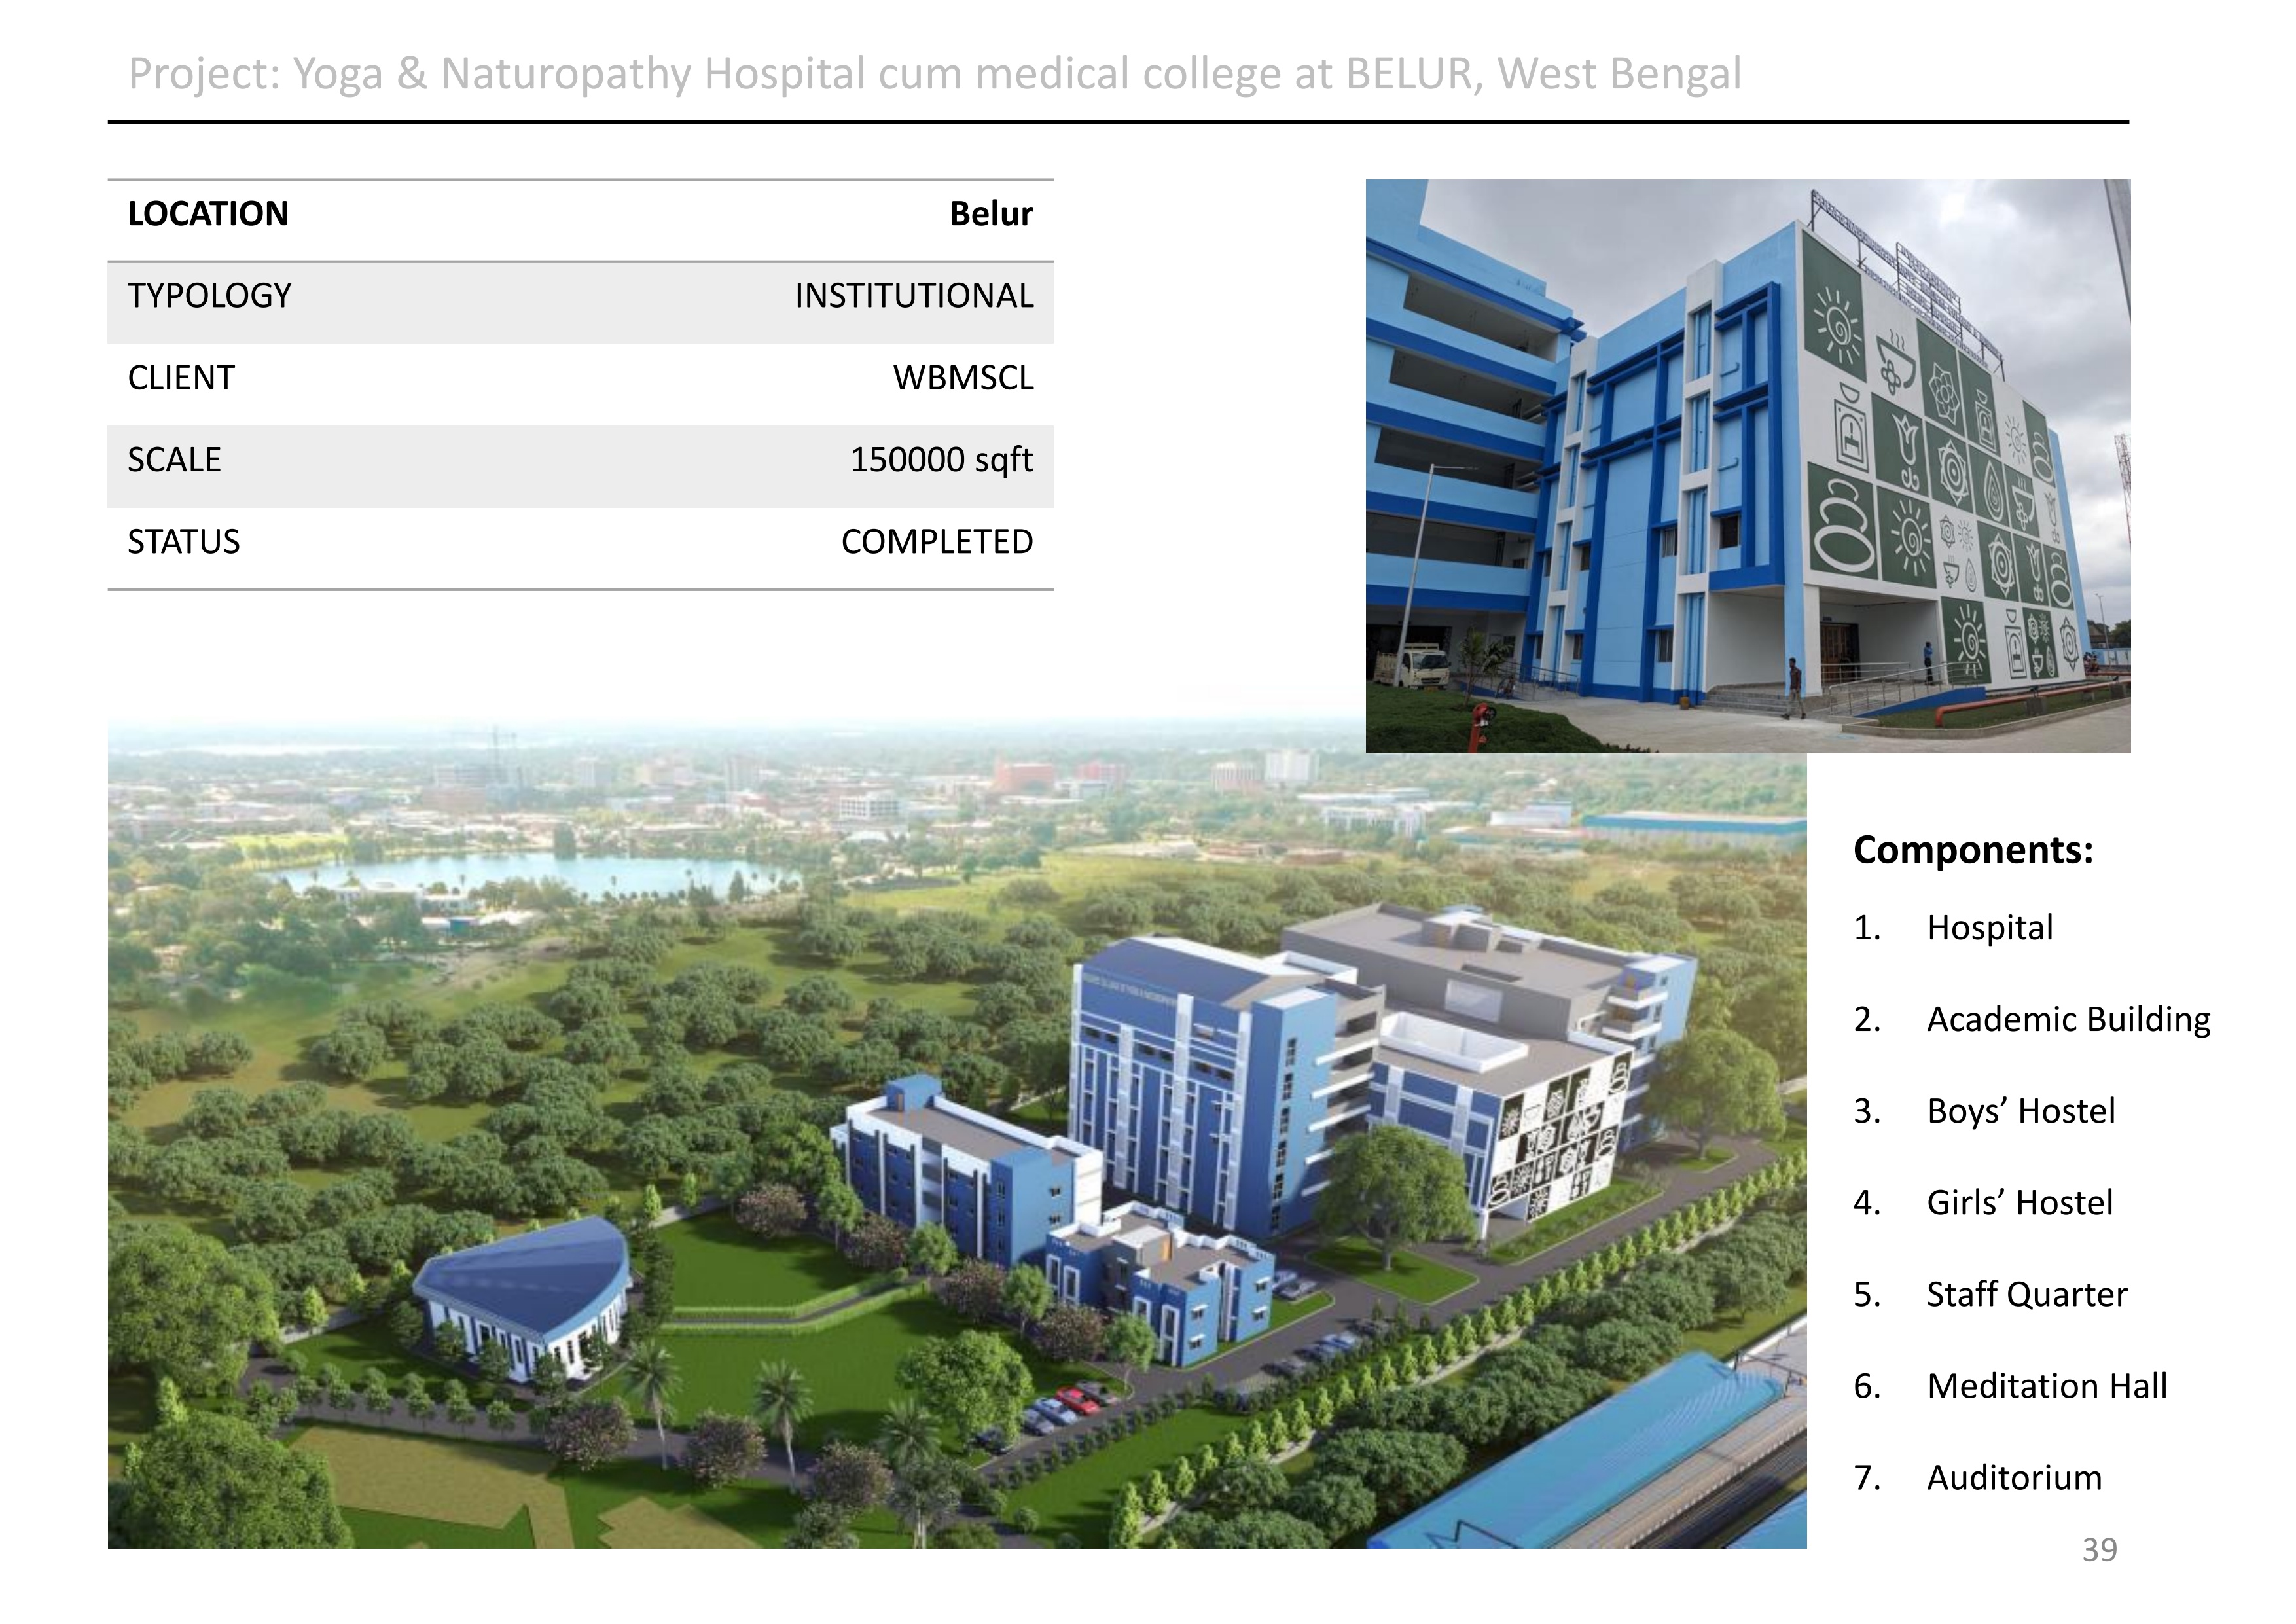 Project: Yoga & Naturopathy Hospital cum medical college at BELUR, West Bengal
LOCATION Belur
TYPOLOGY INSTITUTIONAL
CLIENT WBMSCL
SCALE 150000 sqft
STATUS COMPLETED
Components:
1. Hospital
2. Academic Building
3. Boys’ Hostel
4. Girls’ Hostel
5. Staff Quarter
6. Meditation Hall
7. Auditorium
39